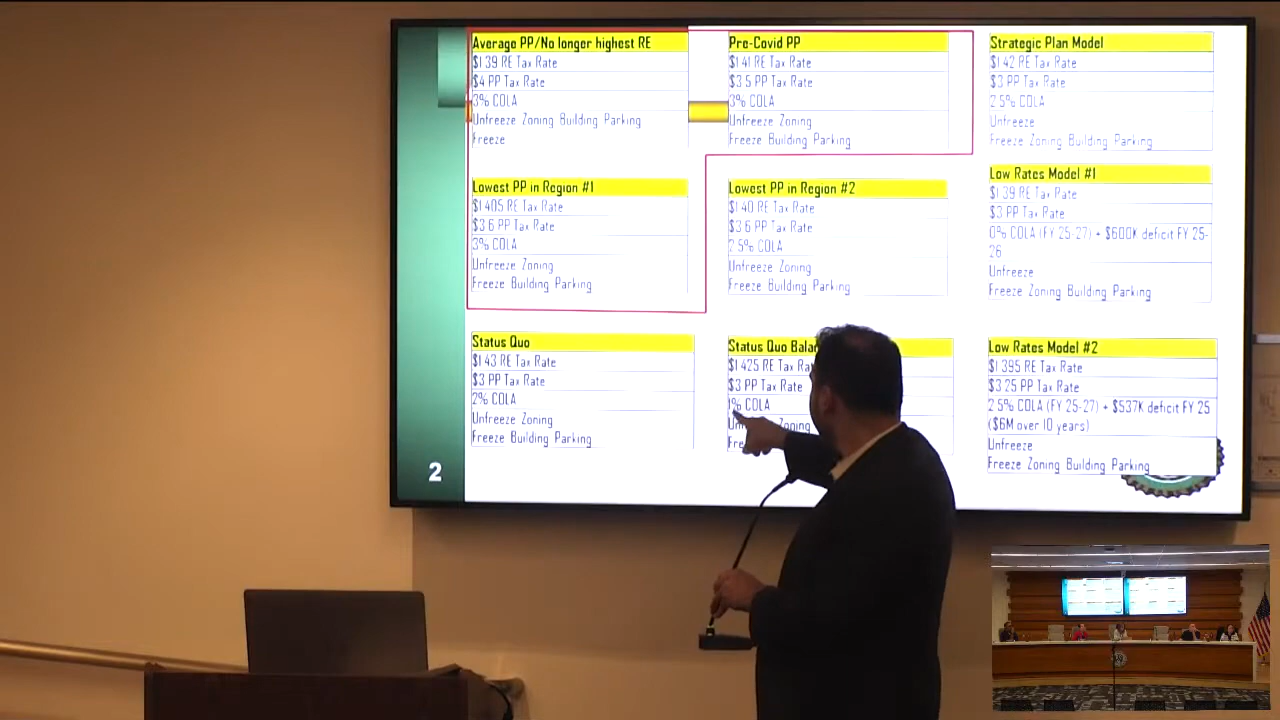 Average PP/No longer highest RE
$1.39 RE Tax Rate
$4 PP Tax Rate
3% COLA
Unfreeze Zoning Building Parking
Freeze
Pre-Covid PP
$1.41 RE Tax Rate
$3.5 PP Tax Rate
3% COLA
Unfreeze Zoning
Freeze Building Parking
Strategic Plan Model
$1.42 RE Tax Rate
$3 PP Tax Rate
2.5% COLA
Unfreeze
Freeze Zoning Building Parking
Lowest PP in Region #1
$1.405 RE Tax Rate
$3.6 PP Tax Rate
3% COLA
Unfreeze Zoning
Freeze Building Parking
Lowest PP in Region #2
$1.40 RE Tax Rate
$3.6 PP Tax Rate
2.5% COLA
Unfreeze Zoning
Freeze Building Parking
Low Rates Model #1
$1.39 RE Tax Rate
$3 PP Tax Rate
0% COLA (FY 25-27) + $600K deficit FY 25-
26
Unfreeze
Freeze Zoning Building Parking
Status Quo
$1.43 RE Tax Rate
$3 PP Tax Rate
2% COLA
Unfreeze Zoning
Freeze Building Parking
Status Quo
$1.425 RE Tax
$3 PP Tax Rate
1% COLA
Zoning
Low Rates Model #2
$1.395 RE Tax Rate
$3.25 PP Tax Rate
2.5% COLA (FY 25-27) + $537K deficit FY 25
($6M over 10 years)
Unfreeze
Freeze Zoning Building Parking
2